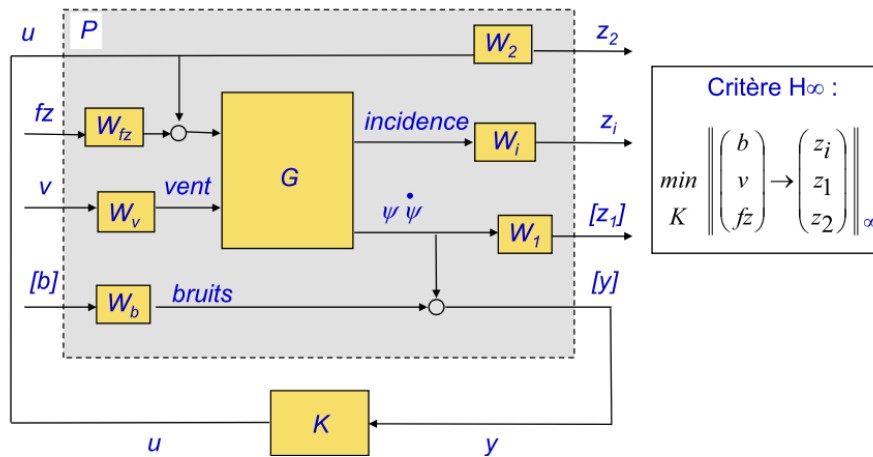 u
P
W2
z2
fz
Wfz
v
Wv
vent
G
incidence
Wi
zi
ψ ψ̇
W1
[z1]
[b]
Wb
bruits
[y]
u
K
y
Critère H∞ :
min K ‖ ( b v fz ) → ( zi z1 z2 ) ‖∞